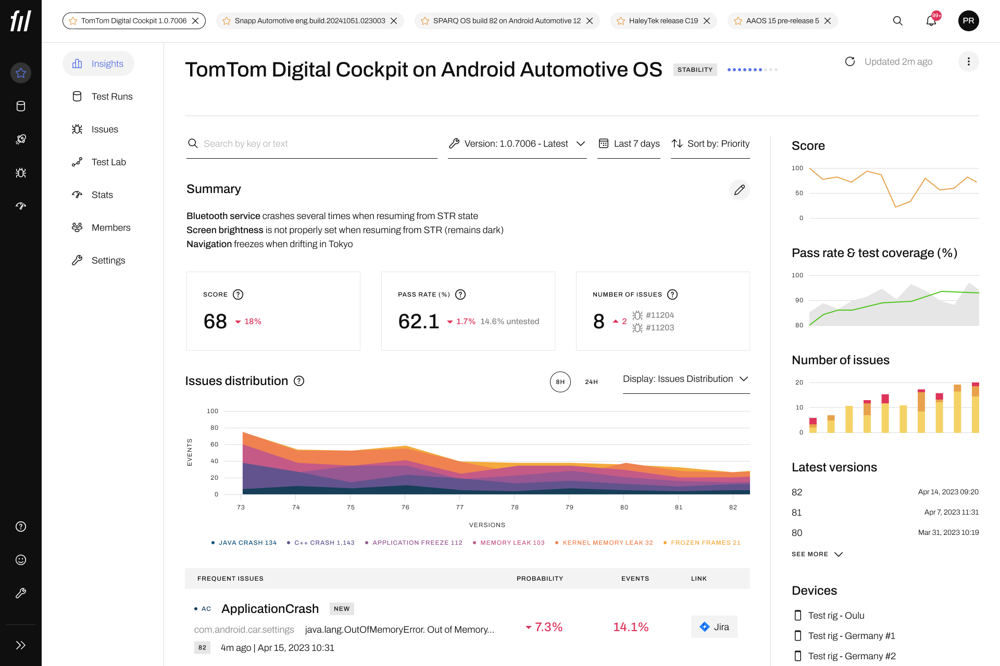 TomTom Digital Cockpit 1.0.7006
Snapp Automotive eng.build.20241051.023003
SPARQ OS build 82 on Android Automotive 12
HaleyTek release C19
AAOS 15 pre-release 5
99+
PR
Insights
Test Runs
Issues
Test Lab
Stats
Members
Settings
TomTom Digital Cockpit on Android Automotive OS
STABILITY
Updated 2m ago
Search by key or text
Version: 1.0.7006 - Latest
Last 7 days
Sort by: Priority
Summary
Bluetooth service crashes several times when resuming from STR state
Screen brightness is not properly set when resuming from STR (remains dark)
Navigation freezes when drifting in Tokyo
SCORE
68
18%
PASS RATE (%)
62.1
1.7%
14.6% untested
NUMBER OF ISSUES
8
2
#11204
#11203
Issues distribution
8H
24H
Display: Issues Distribution
EVENTS
100
80
60
40
20
0
73 74 75 76 77 78 79 80 81 82
VERSIONS
JAVA CRASH 134
C++ CRASH 1,143
APPLICATION FREEZE 112
MEMORY LEAK 103
KERNEL MEMORY LEAK 32
FROZEN FRAMES 21
FREQUENT ISSUES PROBABILITY EVENTS LINK
AC
ApplicationCrash
NEW
com.android.car.settings
java.lang.OutOfMemoryError. Out of Memory...
82
4m ago | Apr 15, 2023 10:31
7.3%
14.1%
Jira
Score
100
50
0
Pass rate & test coverage (%)
100
90
80
Number of issues
20
10
0
Latest versions
82 Apr 14, 2023 09:20
81 Apr 7, 2023 11:31
80 Mar 31, 2023 10:19
SEE MORE
Devices
Test rig - Oulu
Test rig - Germany #1
Test rig - Germany #2